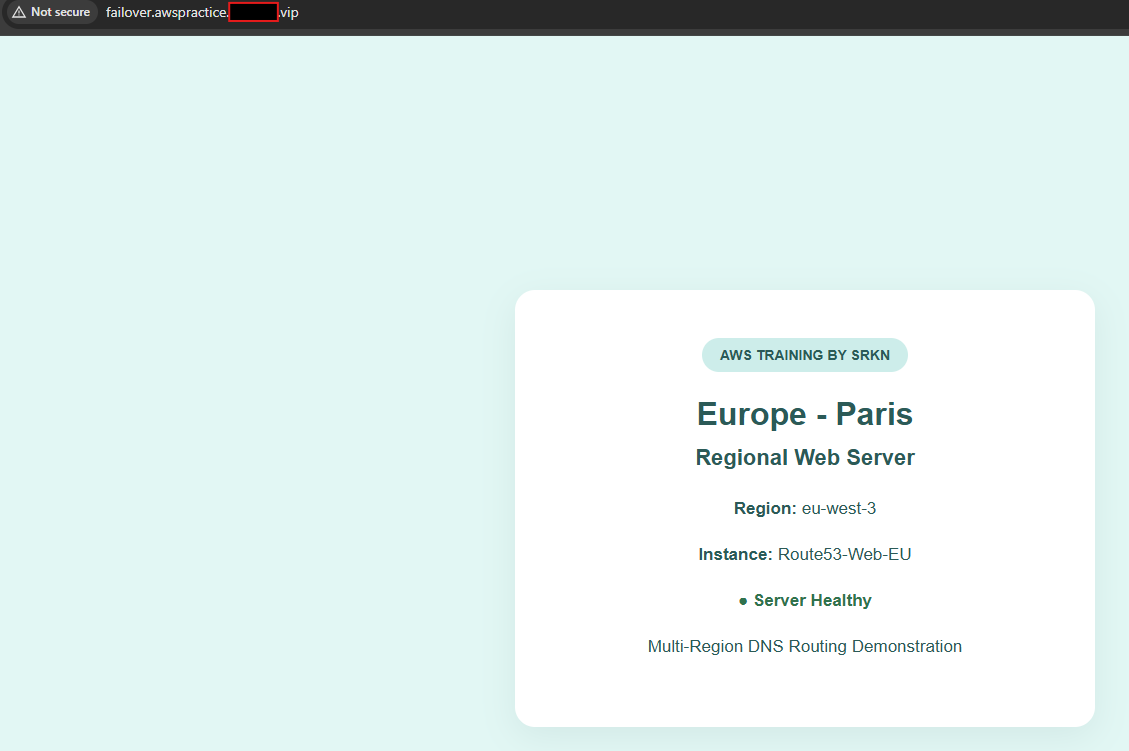 Not secure failover.awspractice. .vip
AWS TRAINING BY SRKN
Europe - Paris
Regional Web Server
Region: eu-west-3
Instance: Route53-Web-EU
● Server Healthy
Multi-Region DNS Routing Demonstration